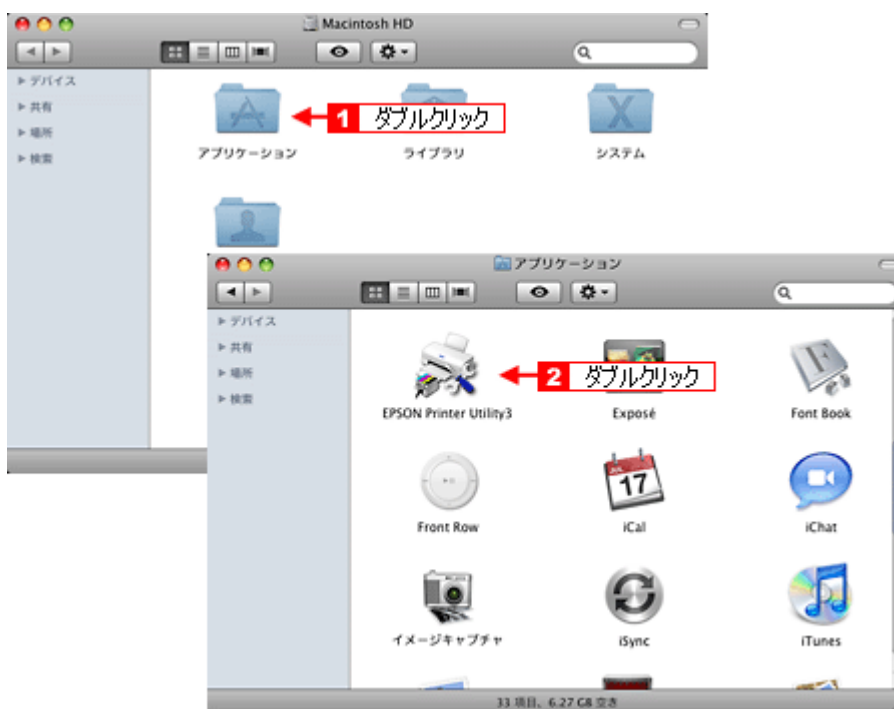 Macintosh HD
デバイス
共有
場所
検索
アプリケーション
1 ダブルクリック
ライブラリ
システム
アプリケーション
デバイス
共有
場所
検索
EPSON Printer Utility3
2 ダブルクリック
Exposé
Font Book
Front Row
JUL
17
iCal
iChat
イメージキャプチャ
iSync
iTunes
33 項目、6.27 GB 空き